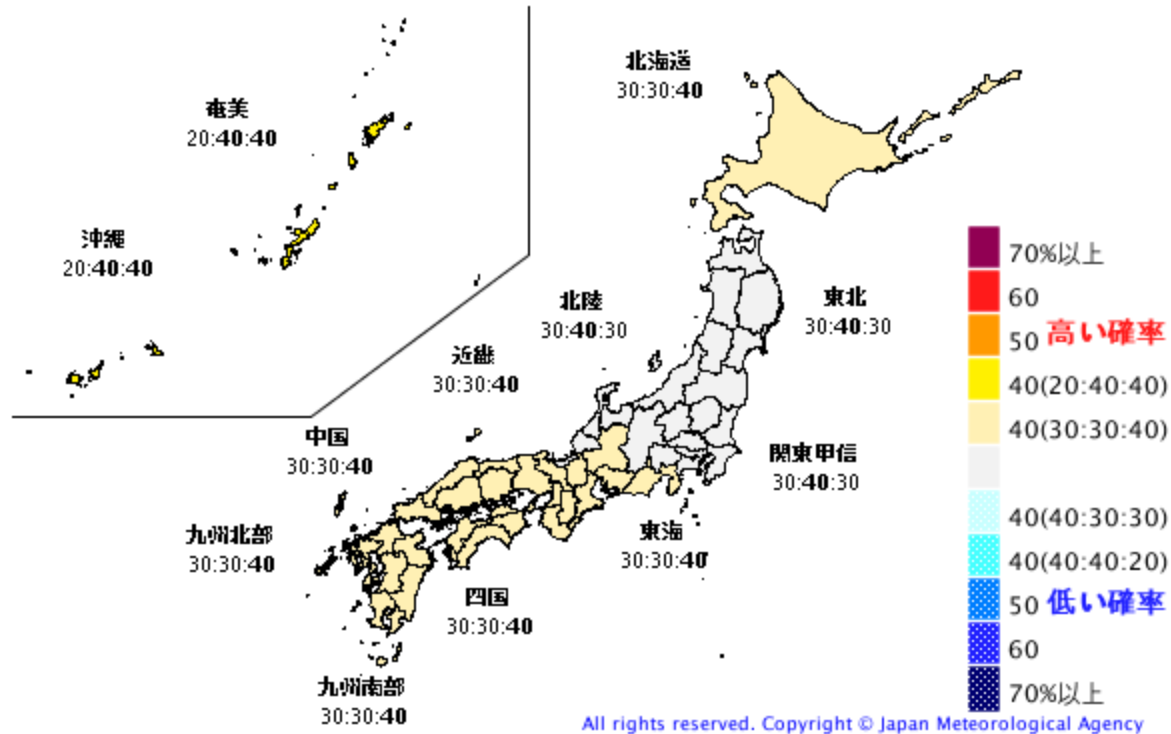 北海道
30:30:40
奄美
20:40:40
沖縄
20:40:40
北陸
30:40:30
東北
30:40:30
近畿
30:30:40
中国
30:30:40
関東甲信
30:40:30
九州北部
30:30:40
東海
30:30:40
四国
30:30:40
九州南部
30:30:40
70%以上
60
50 高い確率
40(20:40:40)
40(30:30:40)
40(40:30:30)
40(40:40:20)
50 低い確率
60
70%以上
All rights reserved. Copyright © Japan Meteorological Agency